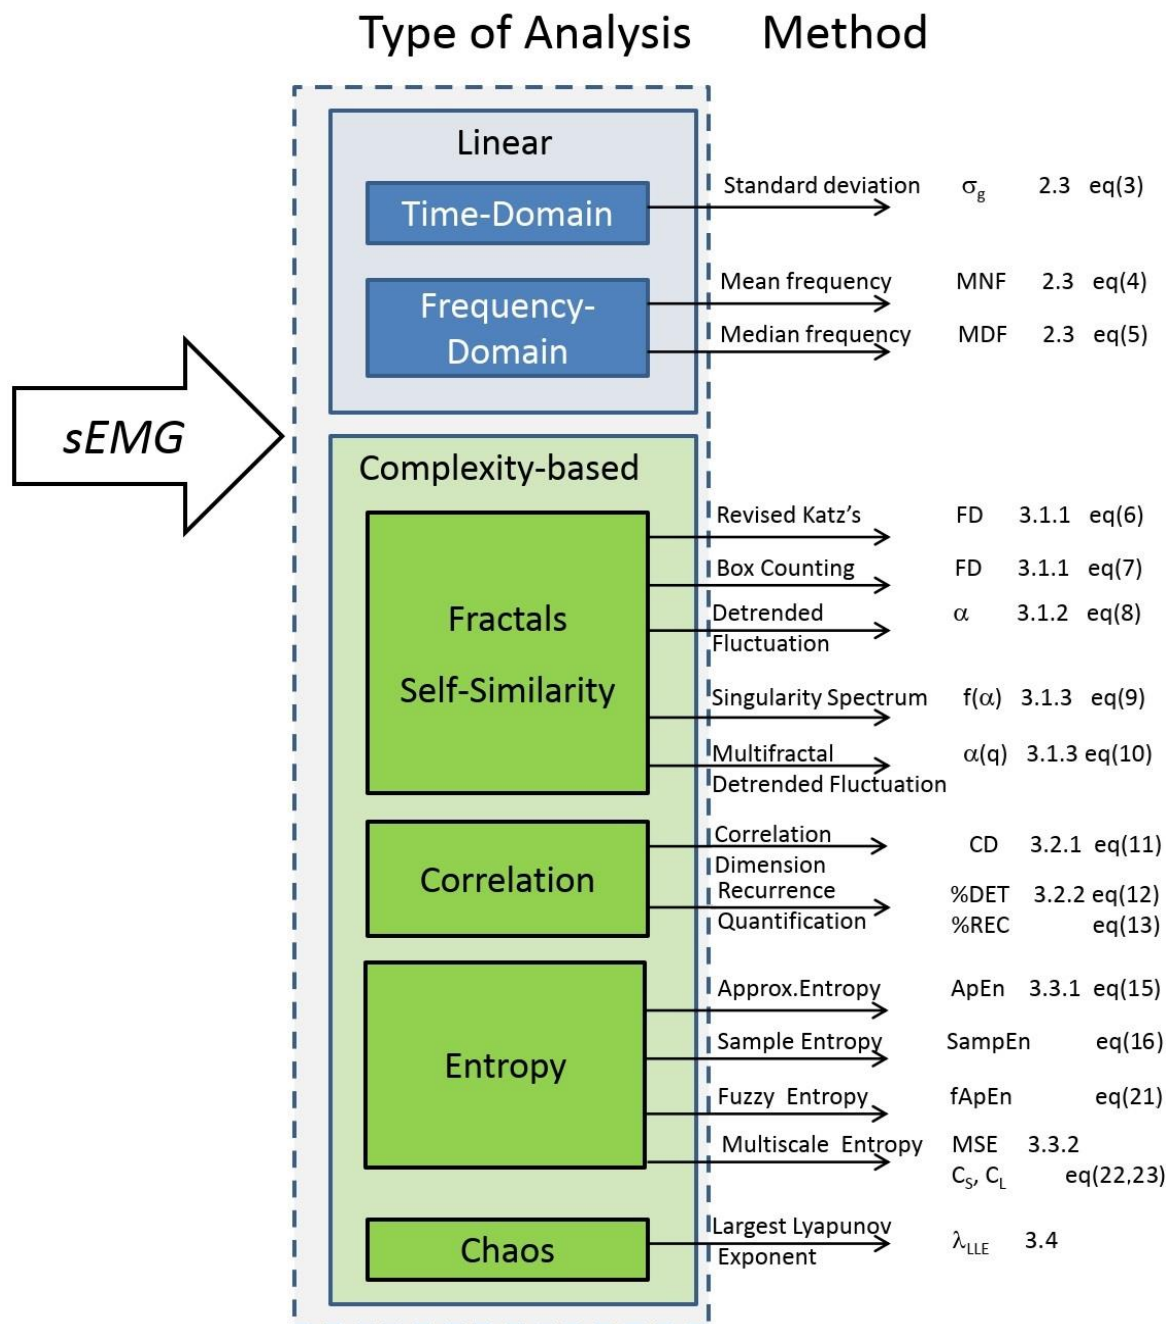 Type of Analysis Method
Linear
Time-Domain
Standard deviation σg 2.3 eq(3)
Frequency-
Domain
Mean frequency MNF 2.3 eq(4)
Median frequency MDF 2.3 eq(5)
sEMG
Complexity-based
Fractals
Self-Similarity
Revised Katz’s FD 3.1.1 eq(6)
Box Counting FD 3.1.1 eq(7)
Detrended α 3.1.2 eq(8)
Fluctuation
Singularity Spectrum f(α) 3.1.3 eq(9)
Multifractal α(q) 3.1.3 eq(10)
Detrended Fluctuation
Correlation
Correlation CD 3.2.1 eq(11)
Dimension
Recurrence %DET 3.2.2 eq(12)
Quantification %REC eq(13)
Entropy
Approx.Entropy ApEn 3.3.1 eq(15)
Sample Entropy SampEn eq(16)
Fuzzy Entropy fApEn eq(21)
Multiscale Entropy MSE 3.3.2
CS, CL eq(22,23)
Chaos
Largest Lyapunov λLLE 3.4
Exponent